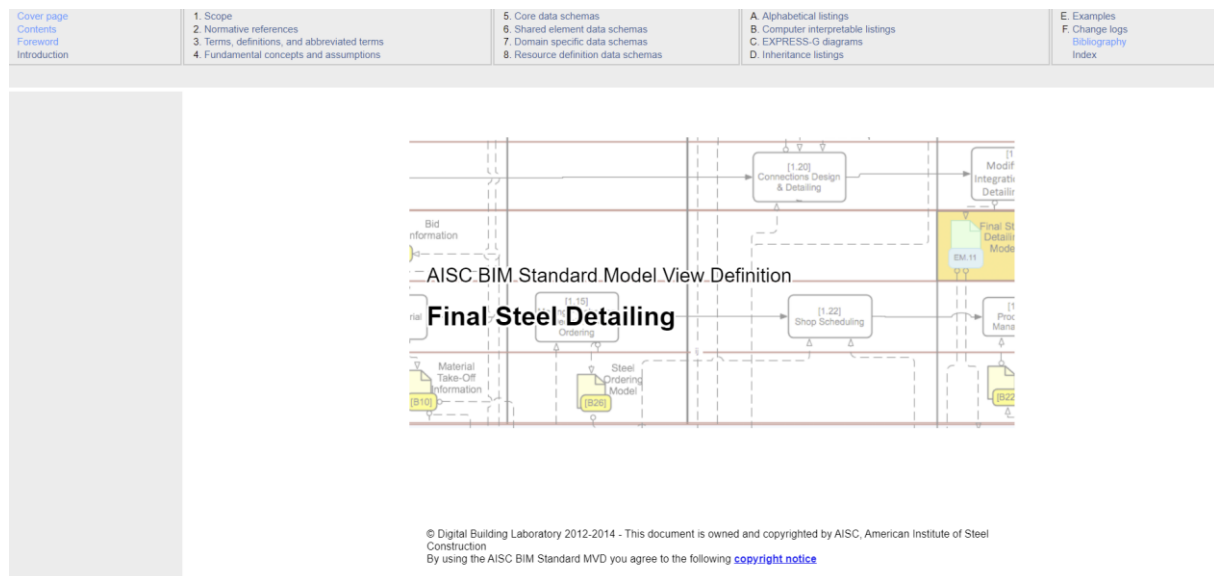 Cover page
Contents
Foreword
Introduction
1. Scope
2. Normative references
3. Terms, definitions, and abbreviated terms
4. Fundamental concepts and assumptions
5. Core data schemas
6. Shared element data schemas
7. Domain specific data schemas
8. Resource definition data schemas
A. Alphabetical listings
B. Computer interpretable listings
C. EXPRESS-G diagrams
D. Inheritance listings
E. Examples
F. Change logs
Bibliography
Index
[1.20]
Connections Design
& Detailing
Bid
EM.11
AISC BIM Standard Model View Definition
[1.15]
Final Steel Detailing
Ordering
[1.22]
Shop Scheduling
Material
Take-Off
Information
[B10]
Steel
Ordering
Model
[B26]
© Digital Building Laboratory 2012-2014 - This document is owned and copyrighted by AISC, American Institute of Steel
Construction
By using the AISC BIM Standard MVD you agree to the following copyright notice